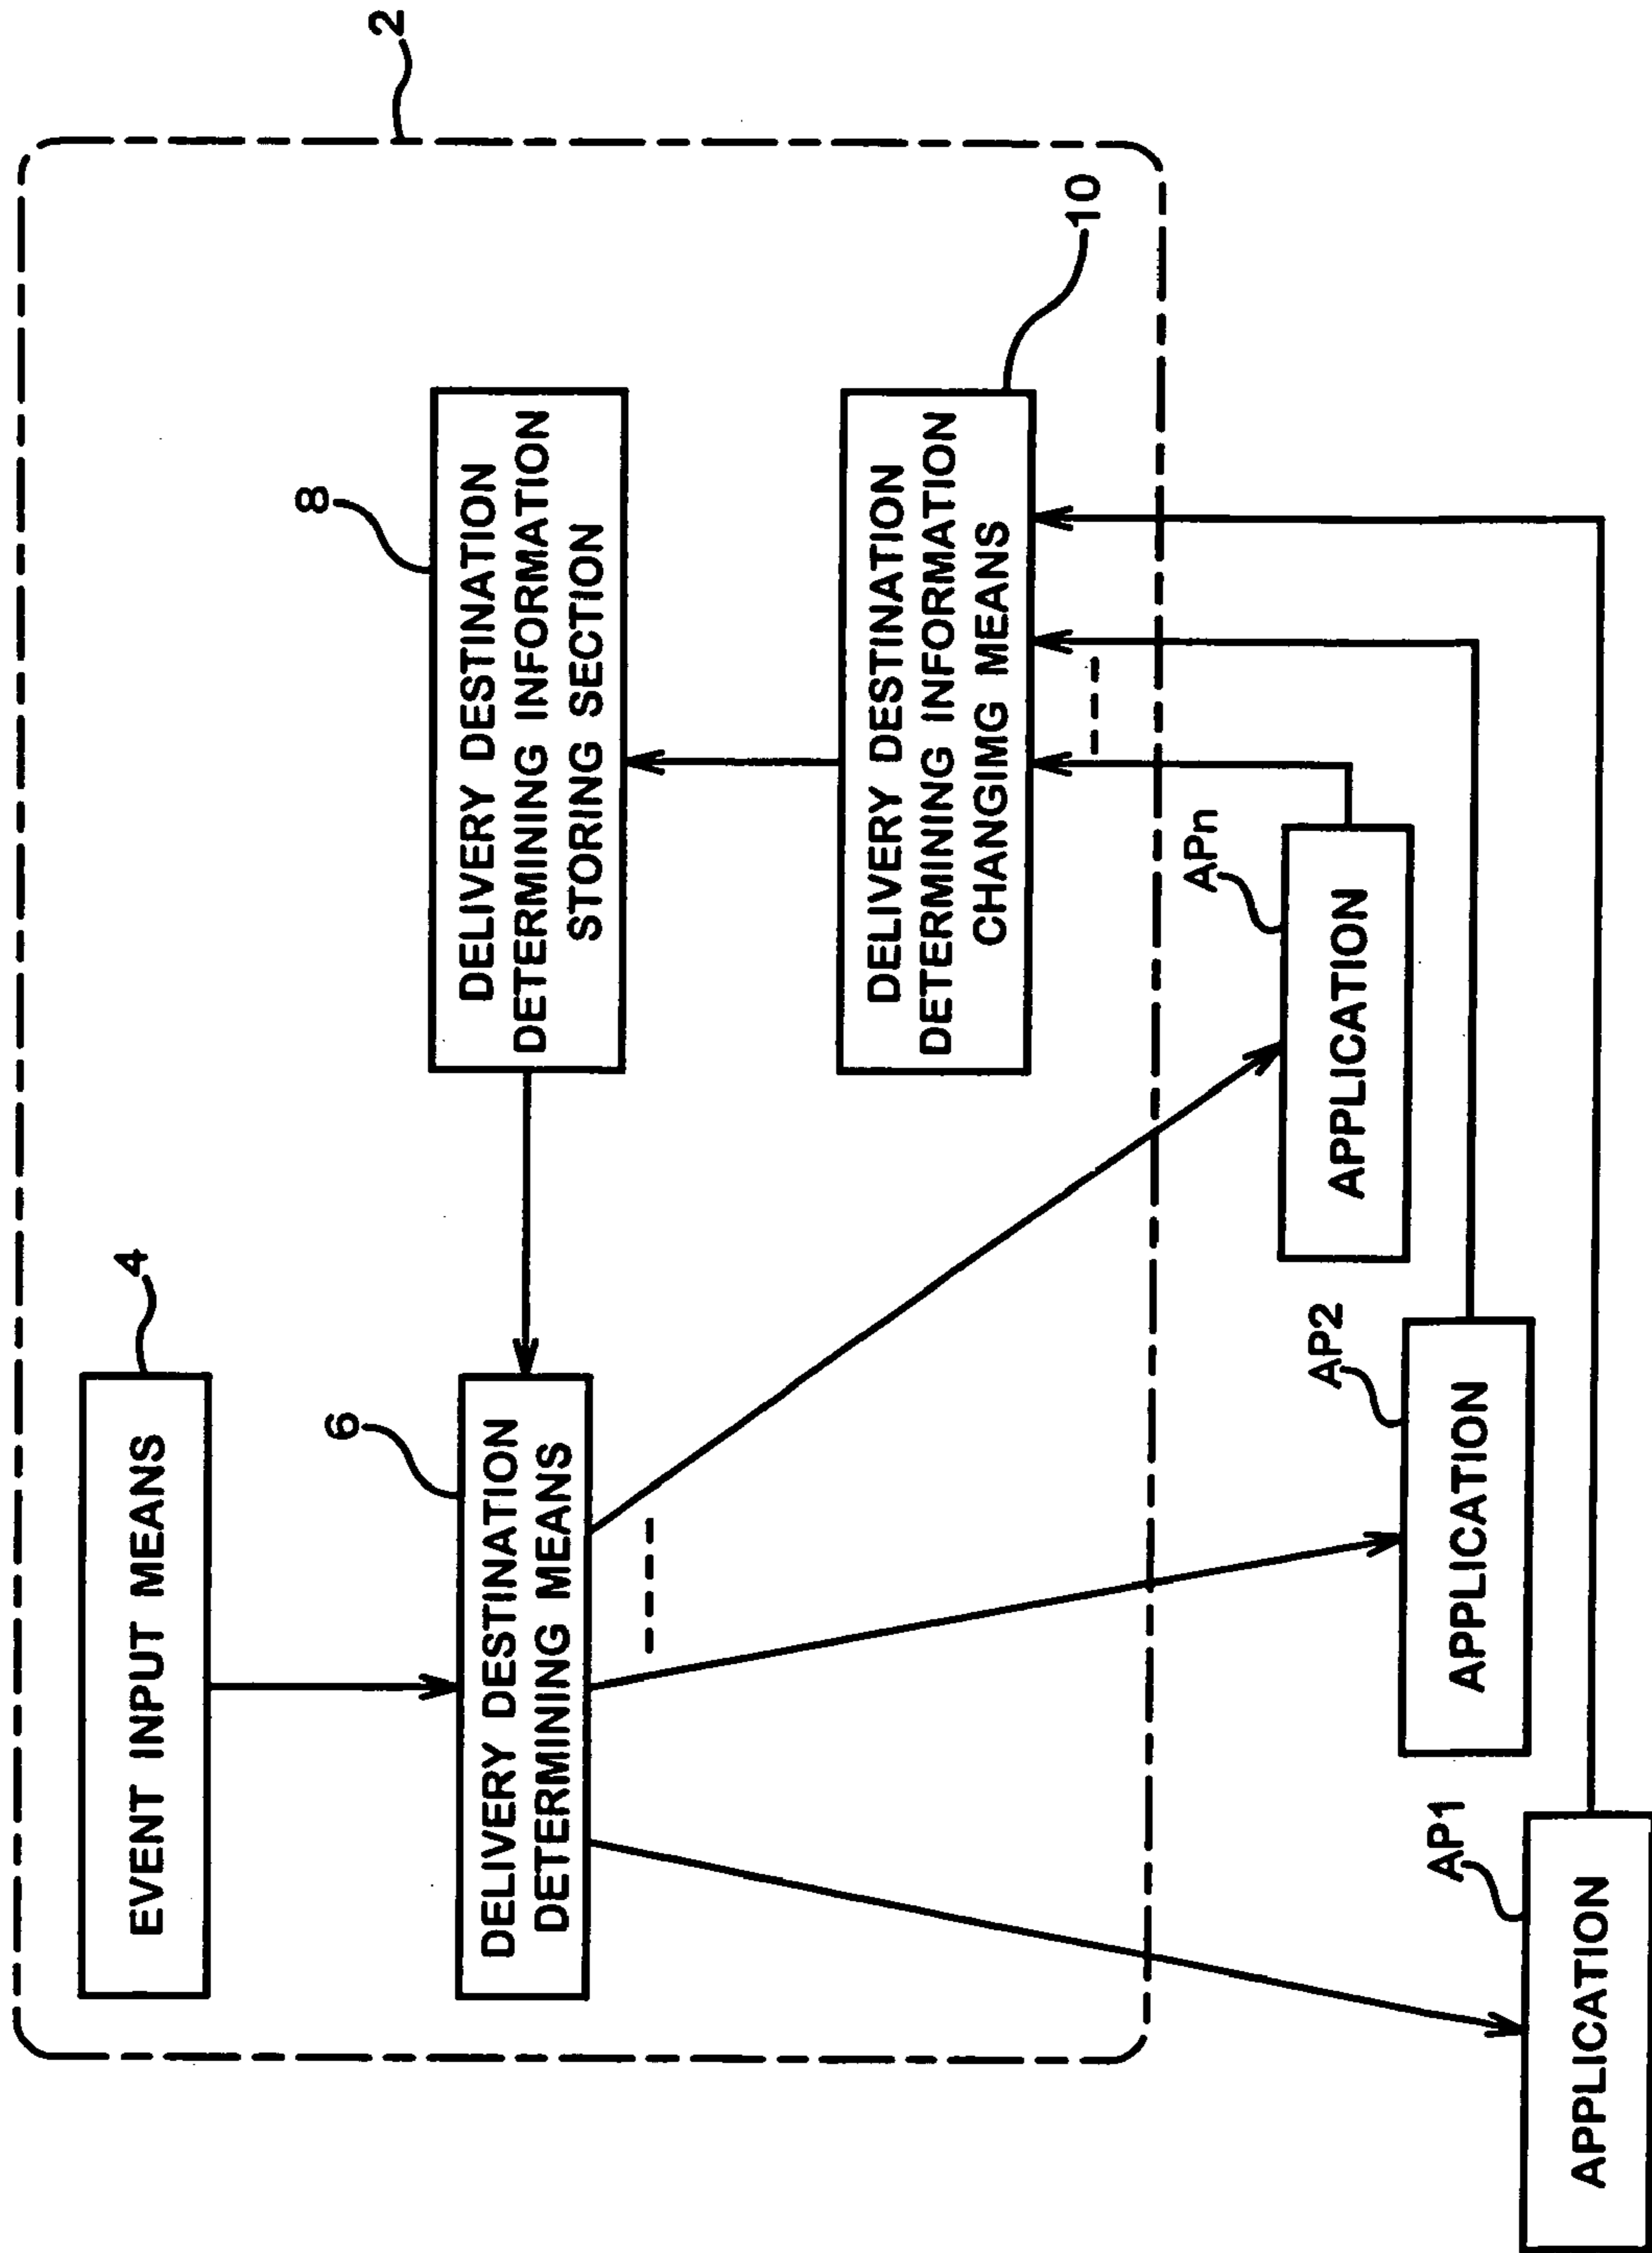 2
4
EVENT INPUT MEANS
6
DELIVERY DESTINATION
DETERMINING MEANS
8
DELIVERY DESTINATION
DETERMINING INFORMATION
STORING SECTION
10
DELIVERY DESTINATION
DETERMINING INFORMATION
CHANGIMG MEANS
APn
APPLICATION
AP2
APPLICATION
AP1
APPLICATION